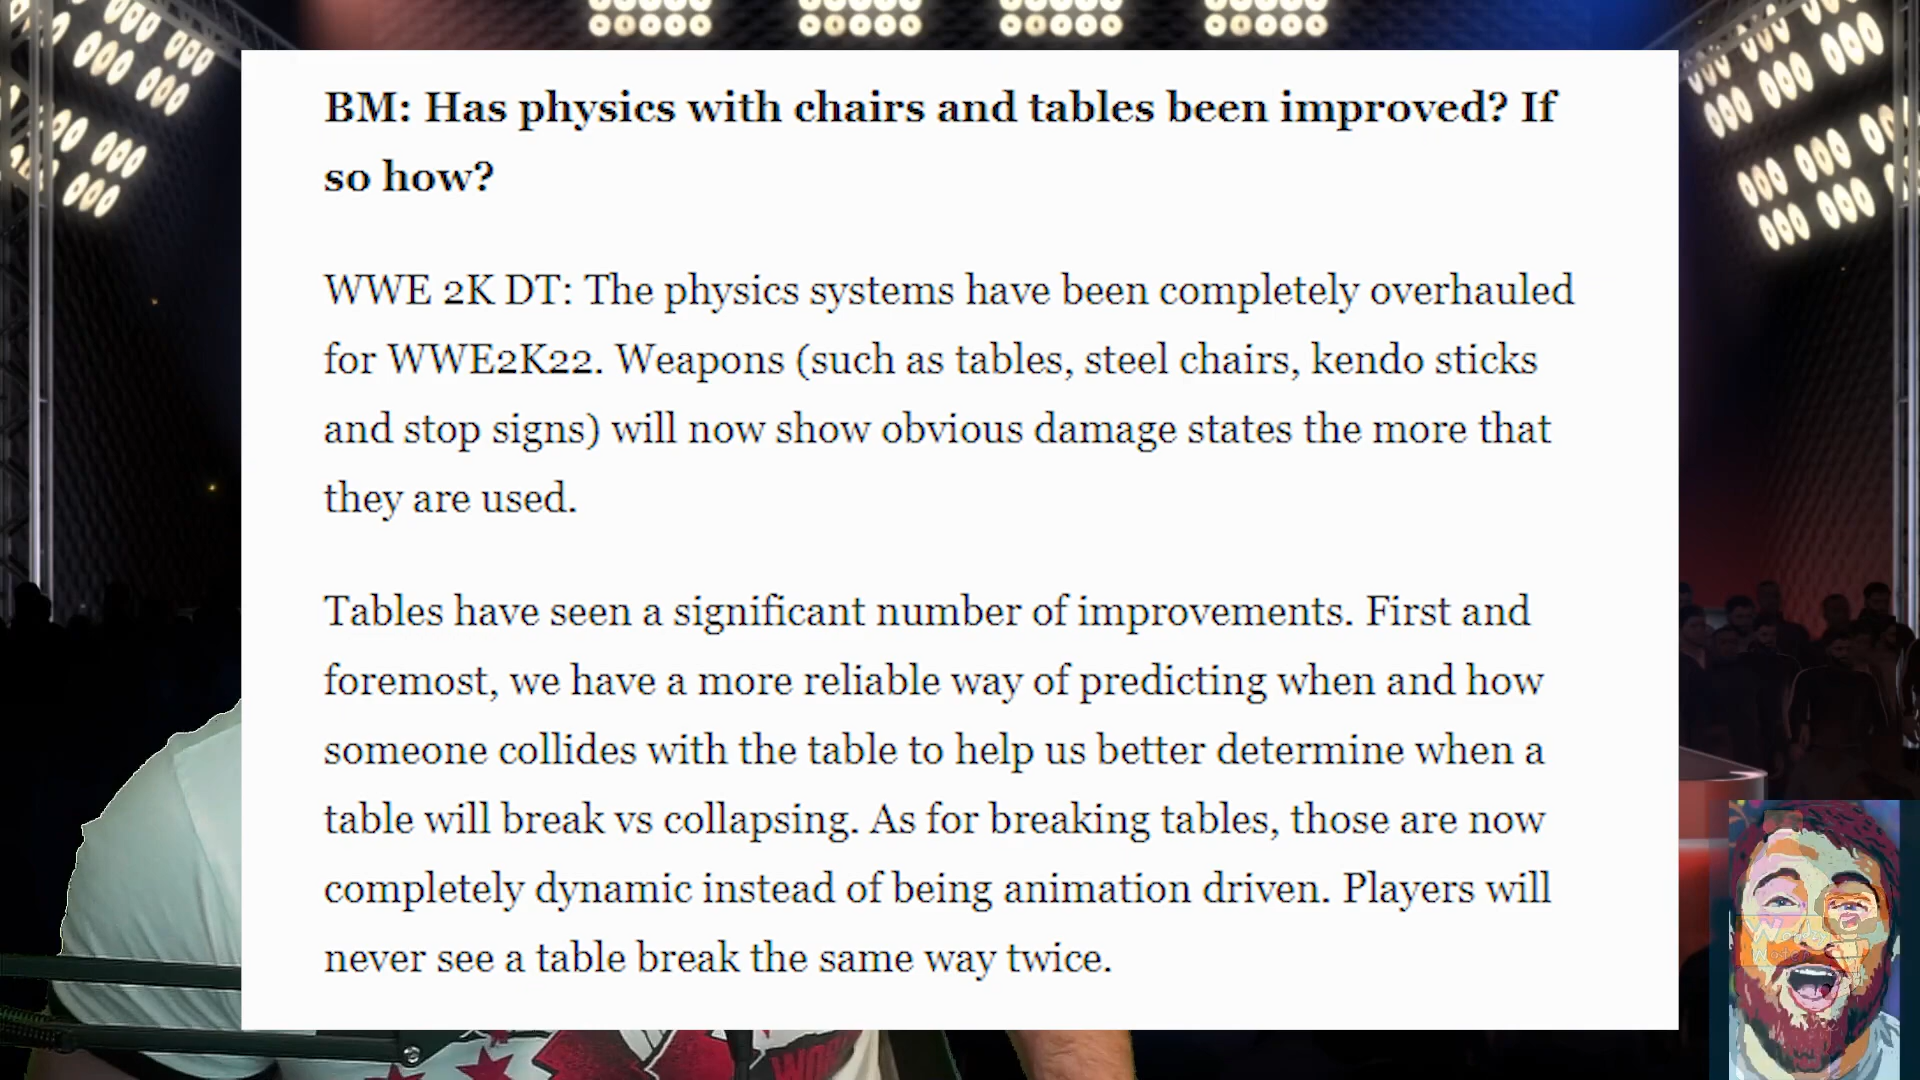 BM: Has physics with chairs and tables been improved? If
so how?
WWE 2K DT: The physics systems have been completely overhauled
for WWE2K22. Weapons (such as tables, steel chairs, kendo sticks
and stop signs) will now show obvious damage states the more that
they are used.
Tables have seen a significant number of improvements. First and
foremost, we have a more reliable way of predicting when and how
someone collides with the table to help us better determine when a
table will break vs collapsing. As for breaking tables, those are now
completely dynamic instead of being animation driven. Players will
never see a table break the same way twice.